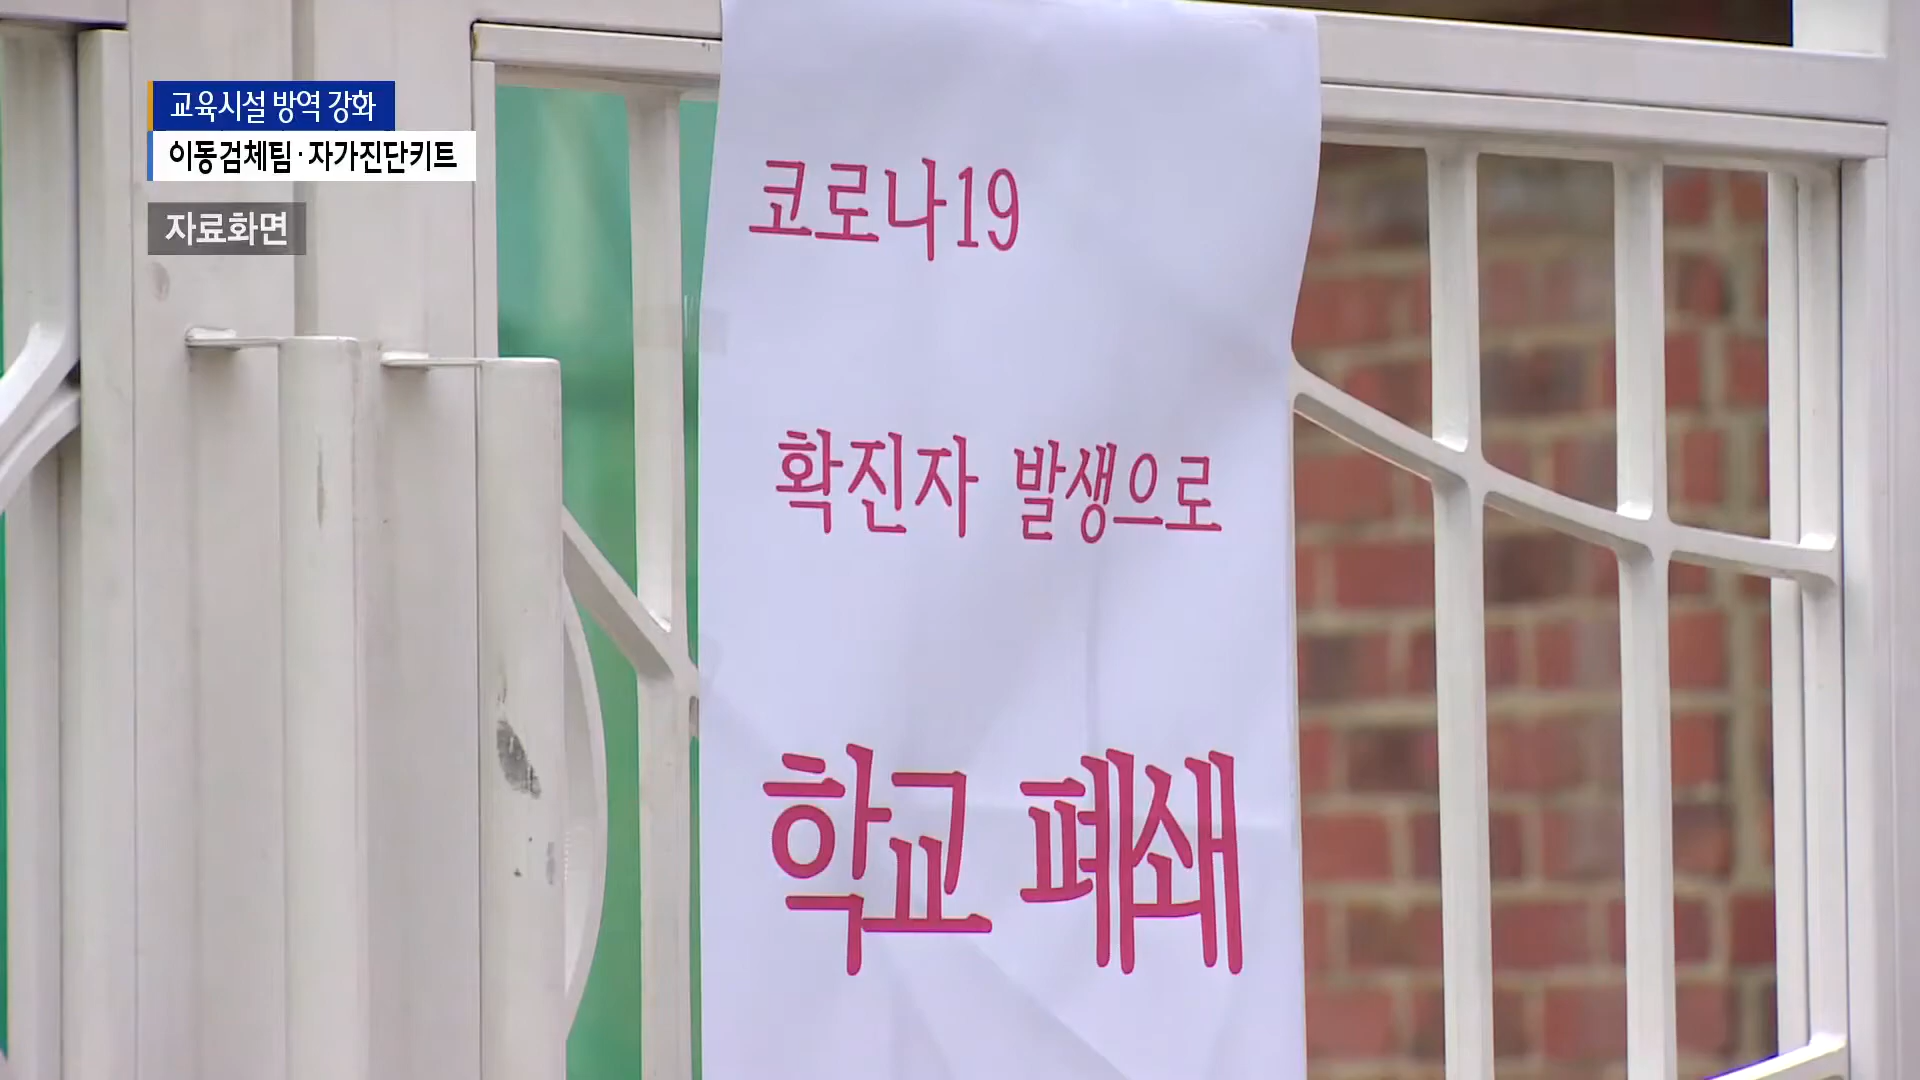 교육시설 방역 강화
이동검체팀·자가진단키트
자료화면
코로나19
확진자 발생으로
학교 폐쇄